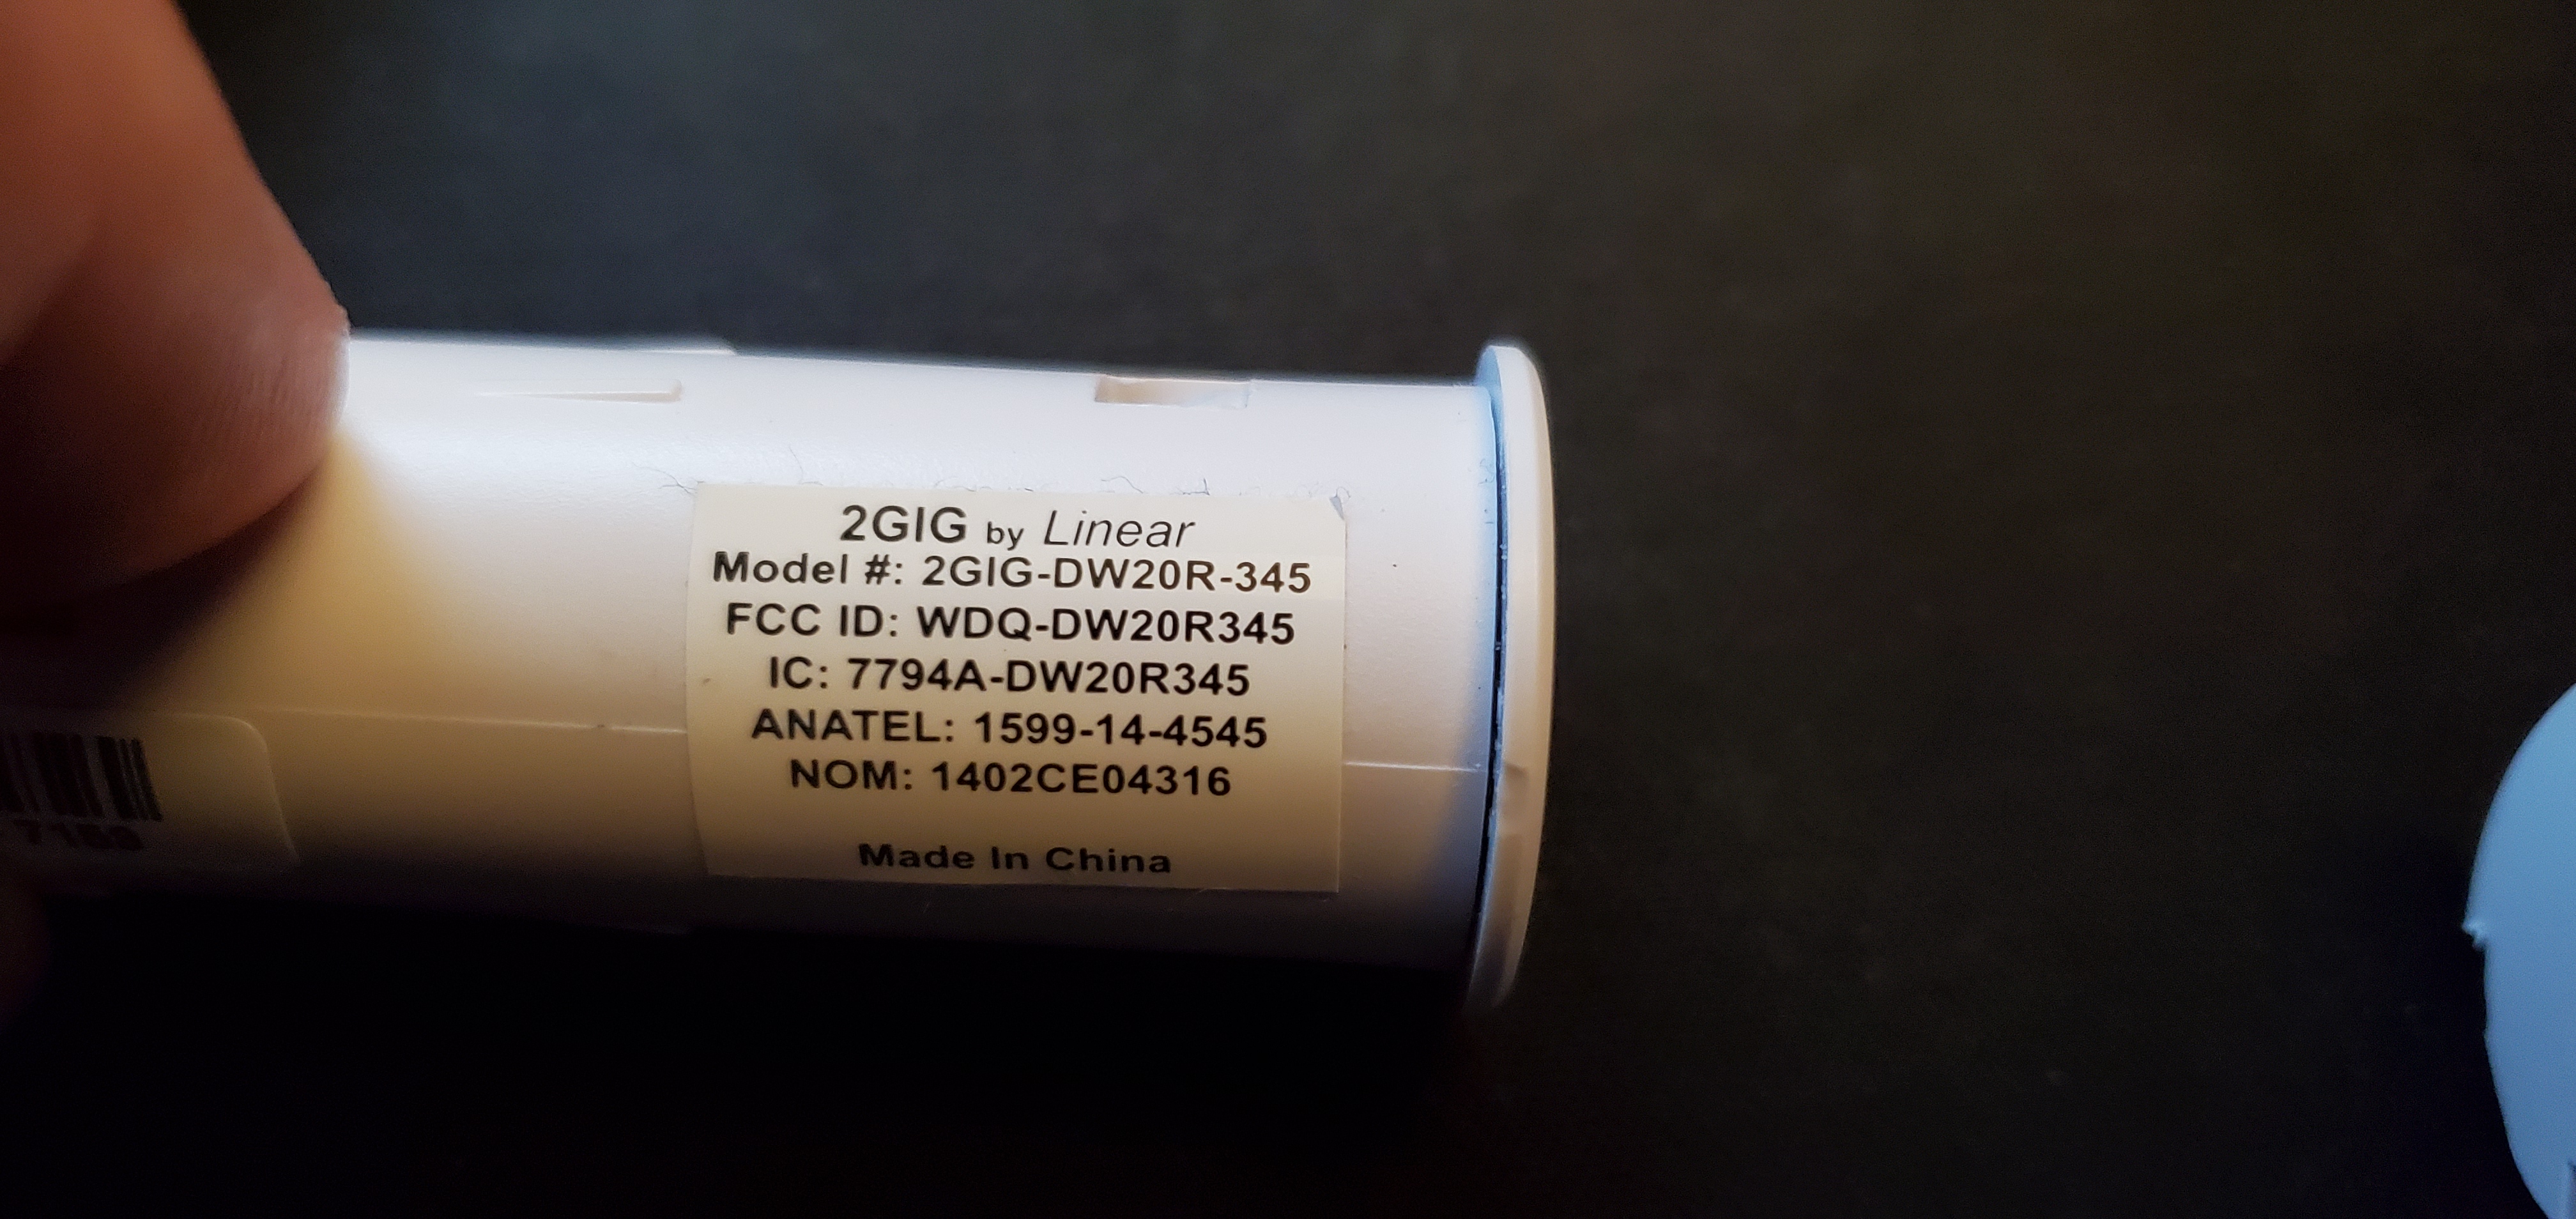 2GIG by Linear
Model #: 2GIG-DW20R-345
FCC ID: WDQ-DW20R345
IC: 7794A-DW20R345
ANATEL: 1599-14-4545
NOM: 1402CE04316
Made In China